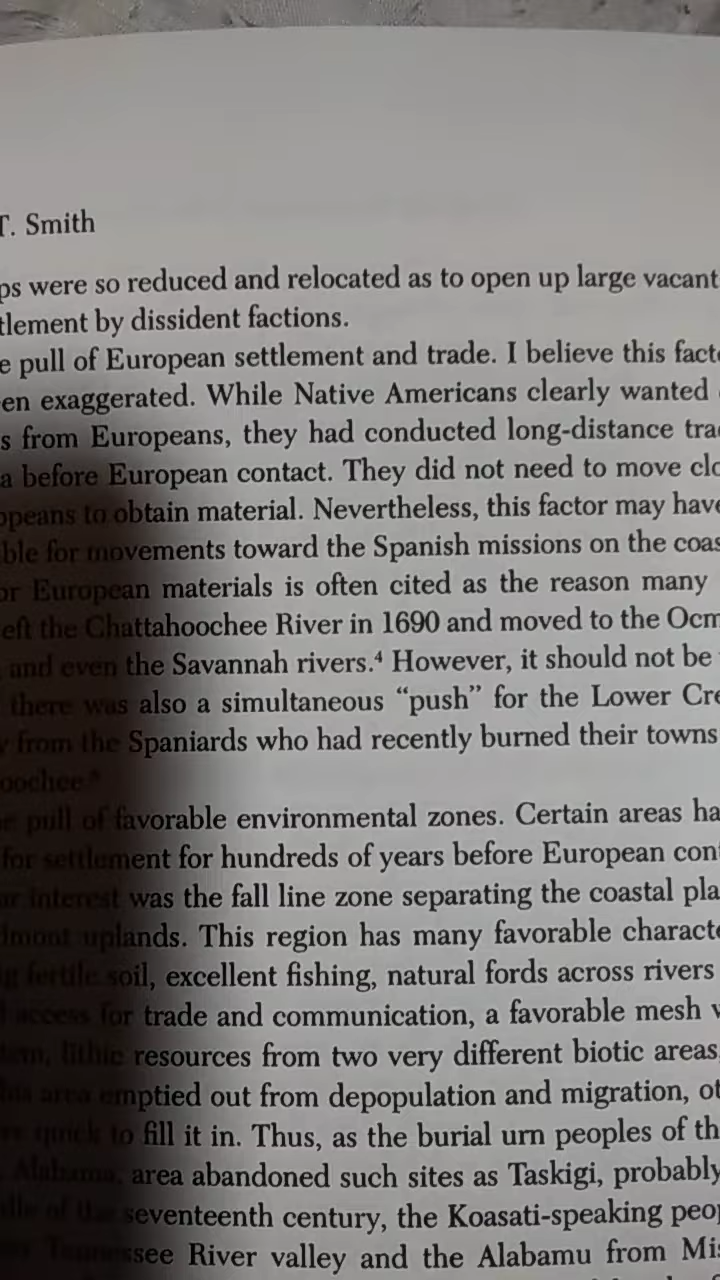 T. Smith
ps were so reduced and relocated as to open up large vacant
tlement by dissident factions.
e pull of European settlement and trade. I believe this facto
en exaggerated. While Native Americans clearly wanted
s from Europeans, they had conducted long-distance tra
a before European contact. They did not need to move clo
opeans to obtain material. Nevertheless, this factor may have
ble for movements toward the Spanish missions on the coas
or European materials is often cited as the reason many
eft the Chattahoochee River in 1690 and moved to the Ocm
and even the Savannah rivers.⁴ However, it should not be
there was also a simultaneous “push” for the Lower Cre
y from the Spaniards who had recently burned their towns
oochee
e pull of favorable environmental zones. Certain areas ha
for settlement for hundreds of years before European con
ar interest was the fall line zone separating the coastal pla
dmont uplands. This region has many favorable characte
g fertile soil, excellent fishing, natural fords across rivers
access for trade and communication, a favorable mesh
tem, lithic resources from two very different biotic areas,
his area emptied out from depopulation and migration, ot
re quick to fill it in. Thus, as the burial urn peoples of th
Alabama, area abandoned such sites as Taskigi, probably
dle of the seventeenth century, the Koasati-speaking peop
Tennessee River valley and the Alabamu from Mis